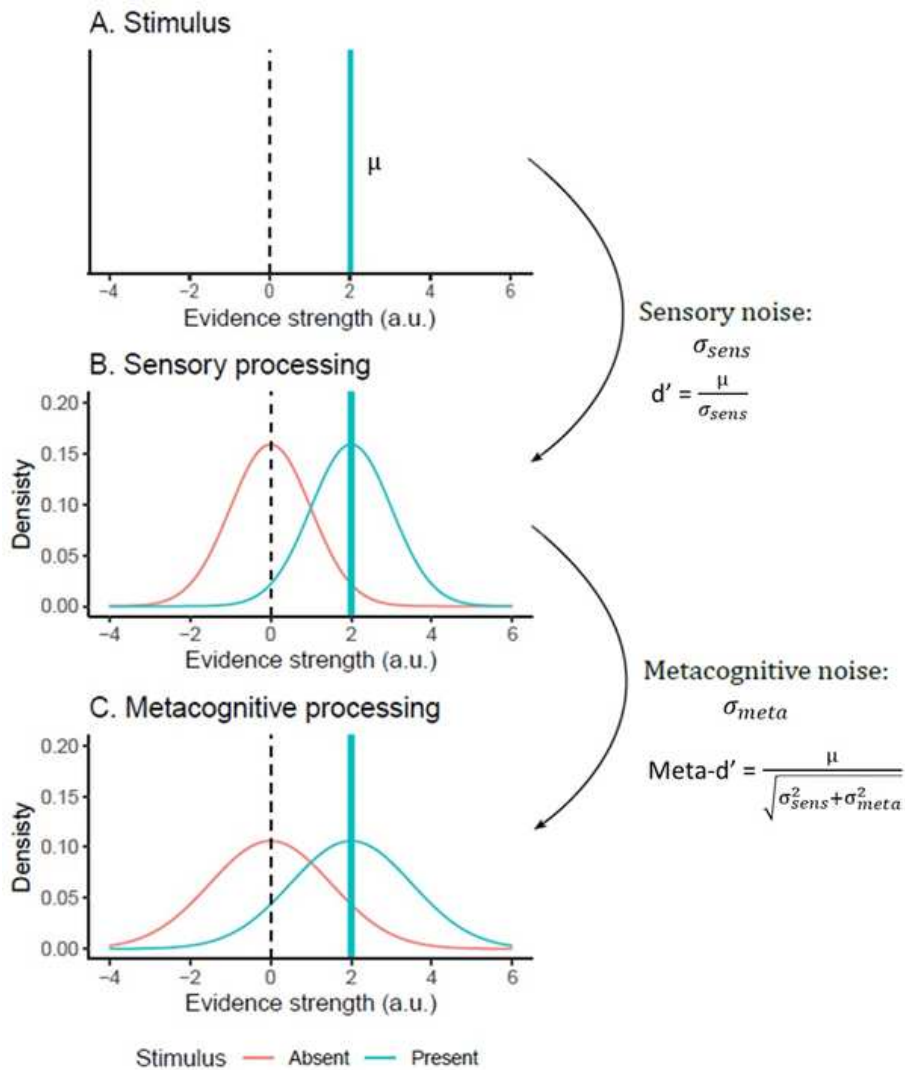 A. Stimulus
μ
−4 −2 0 2 4 6
Evidence strength (a.u.)
Sensory noise:
σsens
d′ = μ / σsens
B. Sensory processing
0.20
0.15
0.10
0.05
0.00
Densisty
−4 −2 0 2 4 6
Evidence strength (a.u.)
Metacognitive noise:
σmeta
Meta-d′ = μ / √σ²sens+σ²meta
C. Metacognitive processing
0.20
0.15
0.10
0.05
0.00
Densisty
−4 −2 0 2 4 6
Evidence strength (a.u.)
Stimulus Absent Present